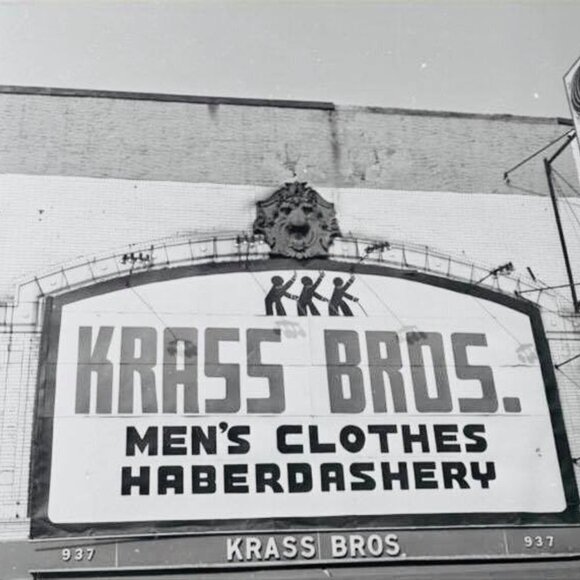 KRASS BROS.
MEN'S CLOTHES
HABERDASHERY
937 KRASS BROS. 937